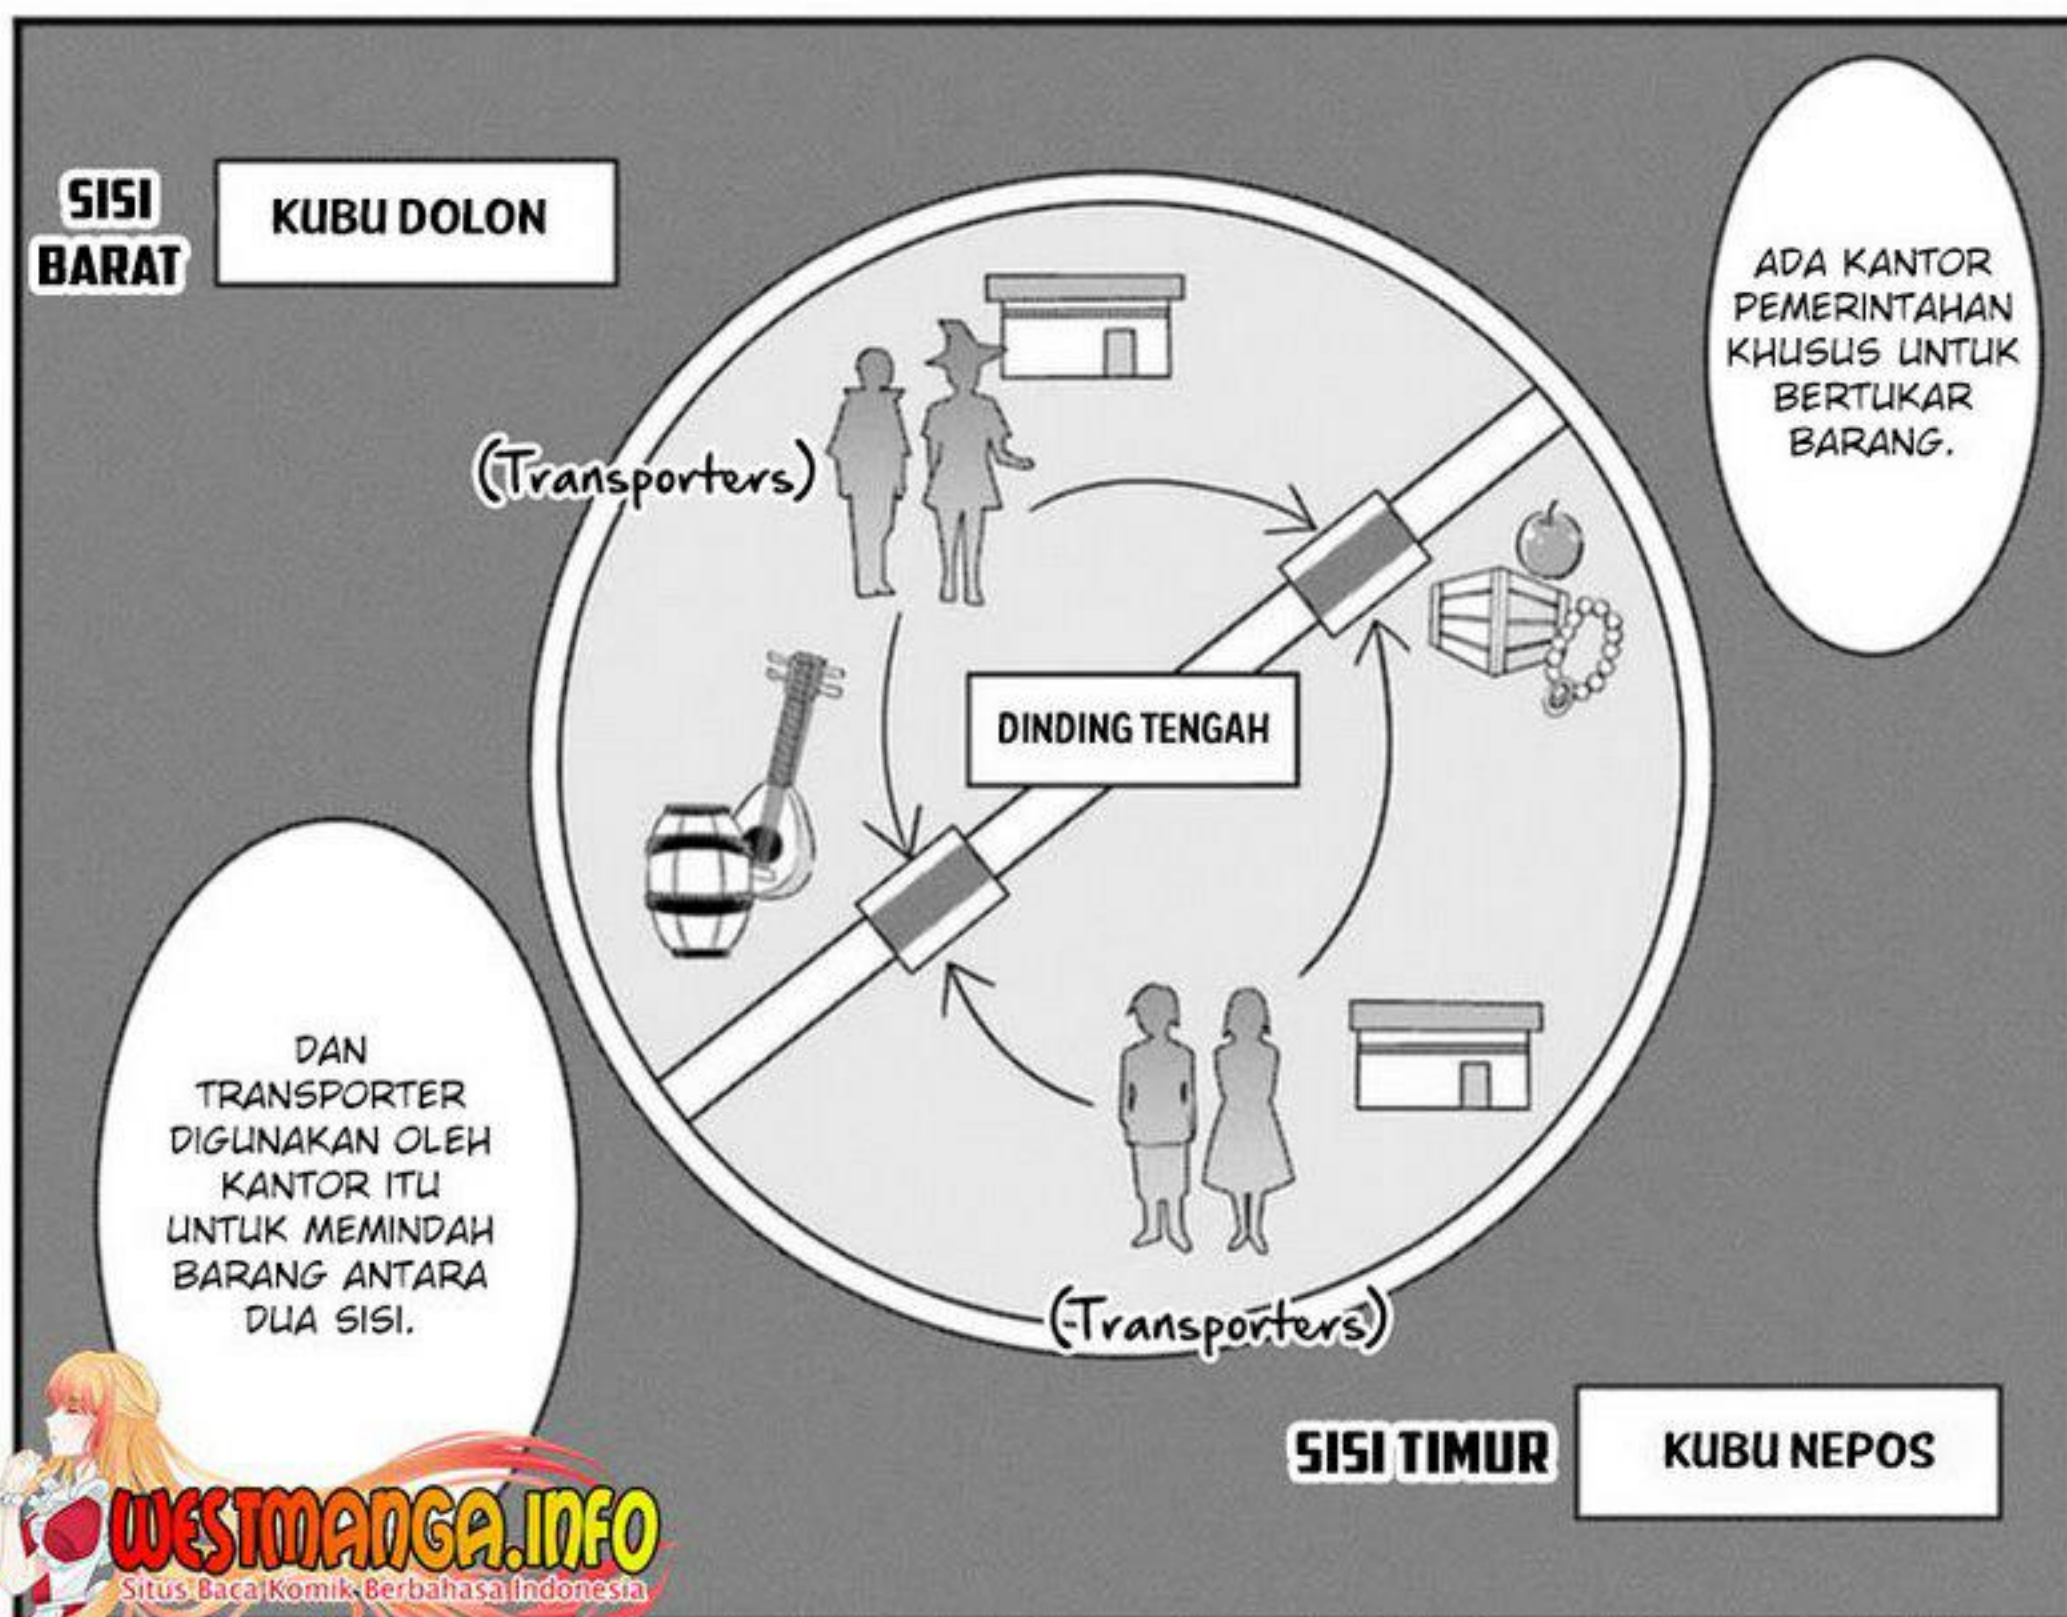 SISI
BARAT
KUBU DOLON
ADA KANTOR
PEMERINTAHAN
KHUSUS UNTUK
BERTUKAR
BARANG.
(Transporters)
DINDING TENGAH
DAN
TRANSPORTER
DIGUNAKAN OLEH
KANTOR ITU
UNTUK MEMINDAH
BARANG ANTARA
DUA SISI.
(Transporters)
SISI TIMUR
KUBU NEPOS
WESTMANGA.INFO
Situs Baca Komik Berbahasa Indonesia